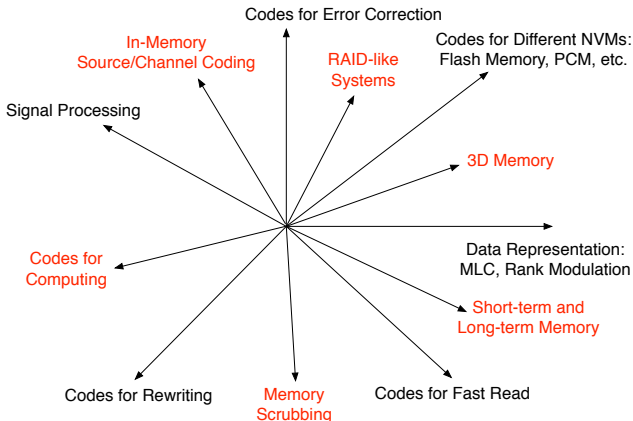 Codes for Error Correction
In-Memory
Source/Channel Coding
RAID-like
Systems
Codes for Different NVMs:
Flash Memory, PCM, etc.
Signal Processing
3D Memory
Codes for
Computing
Data Representation:
MLC, Rank Modulation
Short-term and
Long-term Memory
Codes for Rewriting
Memory
Scrubbing
Codes for Fast Read